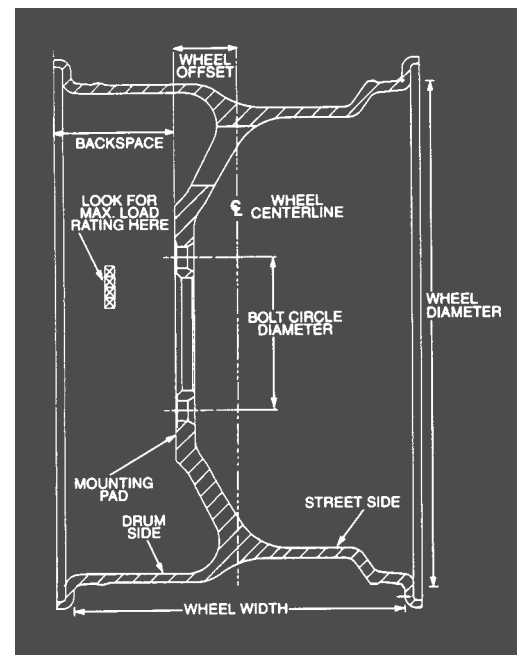 WHEEL
OFFSET
BACKSPACE
LOOK FOR
MAX. LOAD
RATING HERE
℄ WHEEL
CENTERLINE
BOLT CIRCLE
DIAMETER
WHEEL
DIAMETER
MOUNTING
PAD
STREET SIDE
DRUM
SIDE
WHEEL WIDTH